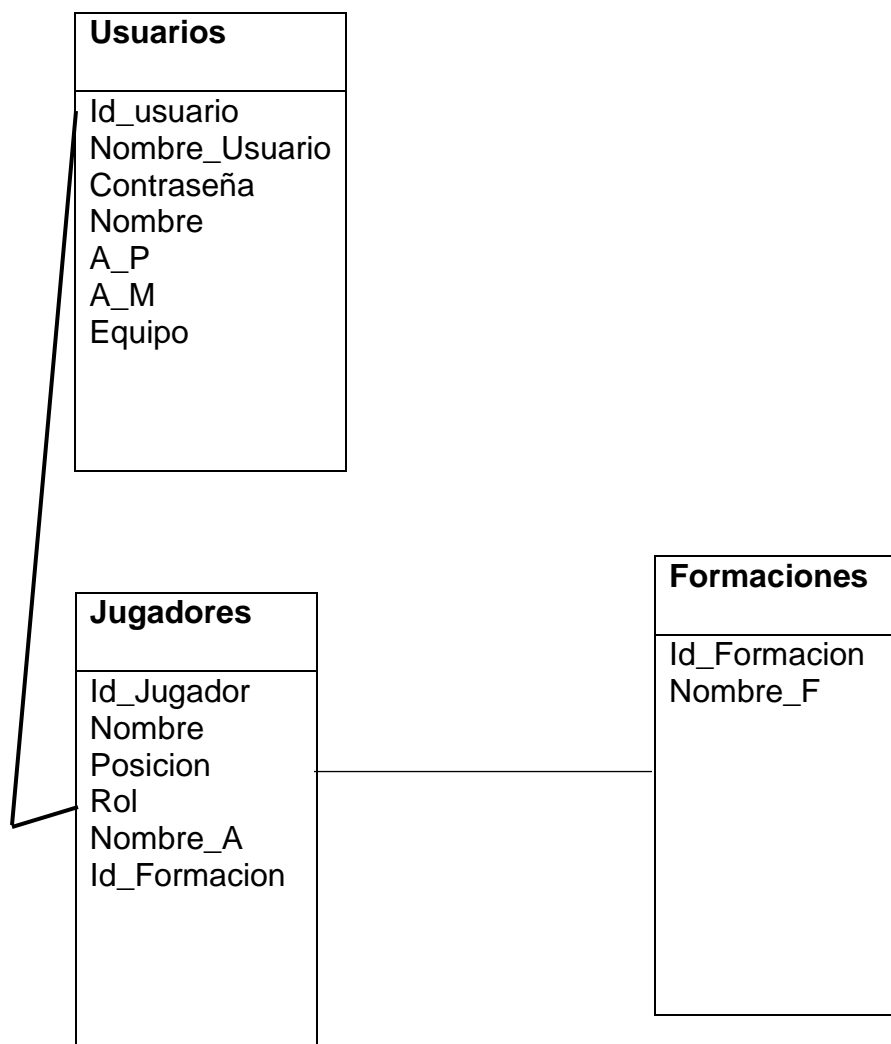 Usuarios
Id_usuario
Nombre_Usuario
Contraseña
Nombre
A_P
A_M
Equipo
Jugadores
Id_Jugador
Nombre
Posicion
Rol
Nombre_A
Id_Formacion
Formaciones
Id_Formacion
Nombre_F